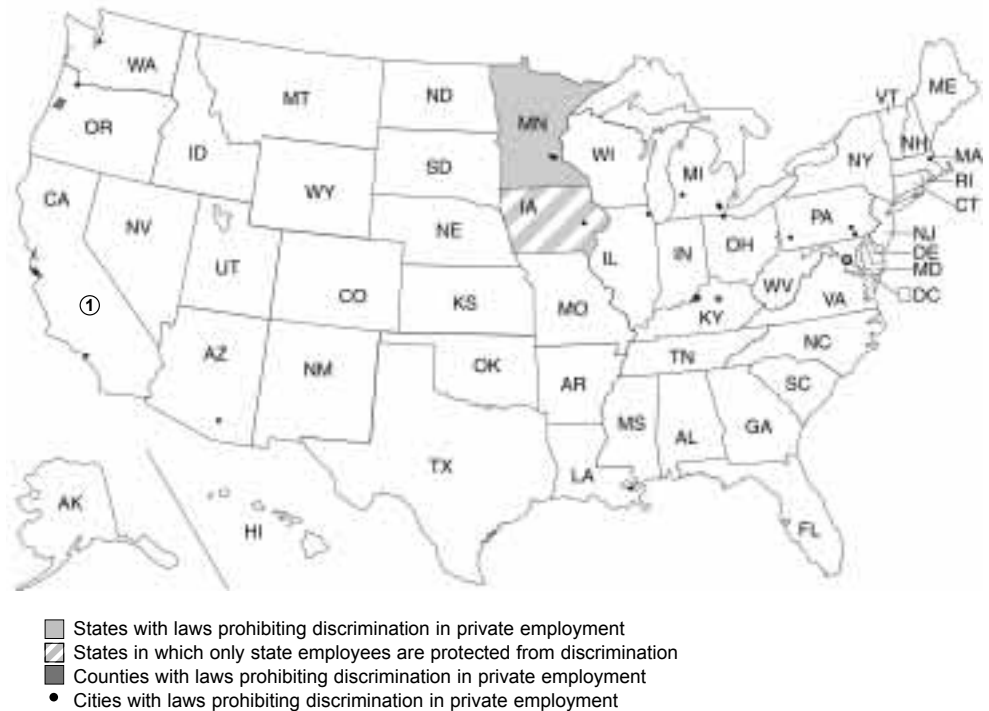 WA
MT
ND
MN
VT
ME
OR
ID
SD
WI
MI
NY
NH
MA
RI
CT
WY
IA
CA
NV
NE
IL
IN
OH
PA
NJ
DE
MD
DC
UT
CO
KS
MO
KY
WV
VA
①
AZ
NM
OK
AR
TN
NC
SC
MS
AL
GA
TX
LA
FL
AK
HI
States with laws prohibiting discrimination in private employment
States in which only state employees are protected from discrimination
Counties with laws prohibiting discrimination in private employment
Cities with laws prohibiting discrimination in private employment